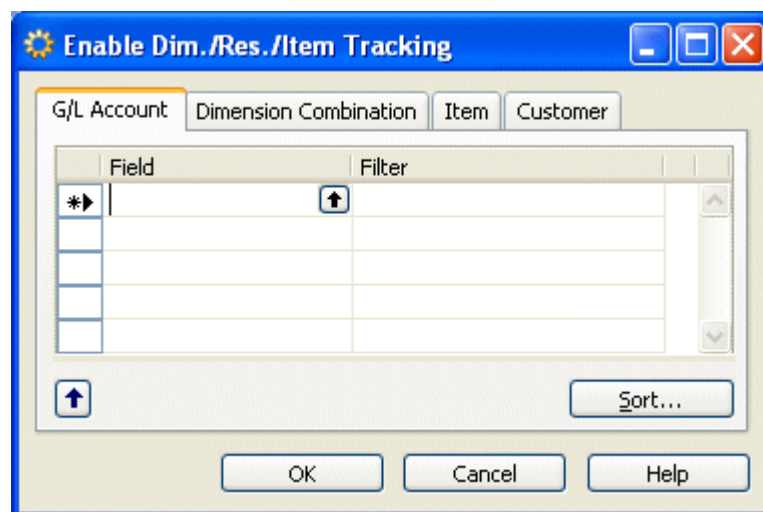 Enable Dim./Res./Item Tracking
G/L Account Dimension Combination Item Customer
Field Filter
Sort...
OK Cancel Help